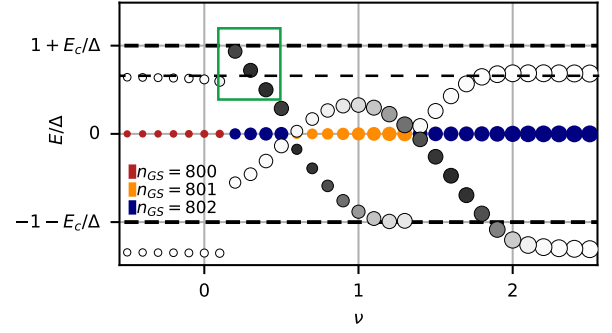 1 + E_c/Δ
E/Δ
0
n_GS = 800
n_GS = 801
n_GS = 802
−1 − E_c/Δ
0
1
2
ν